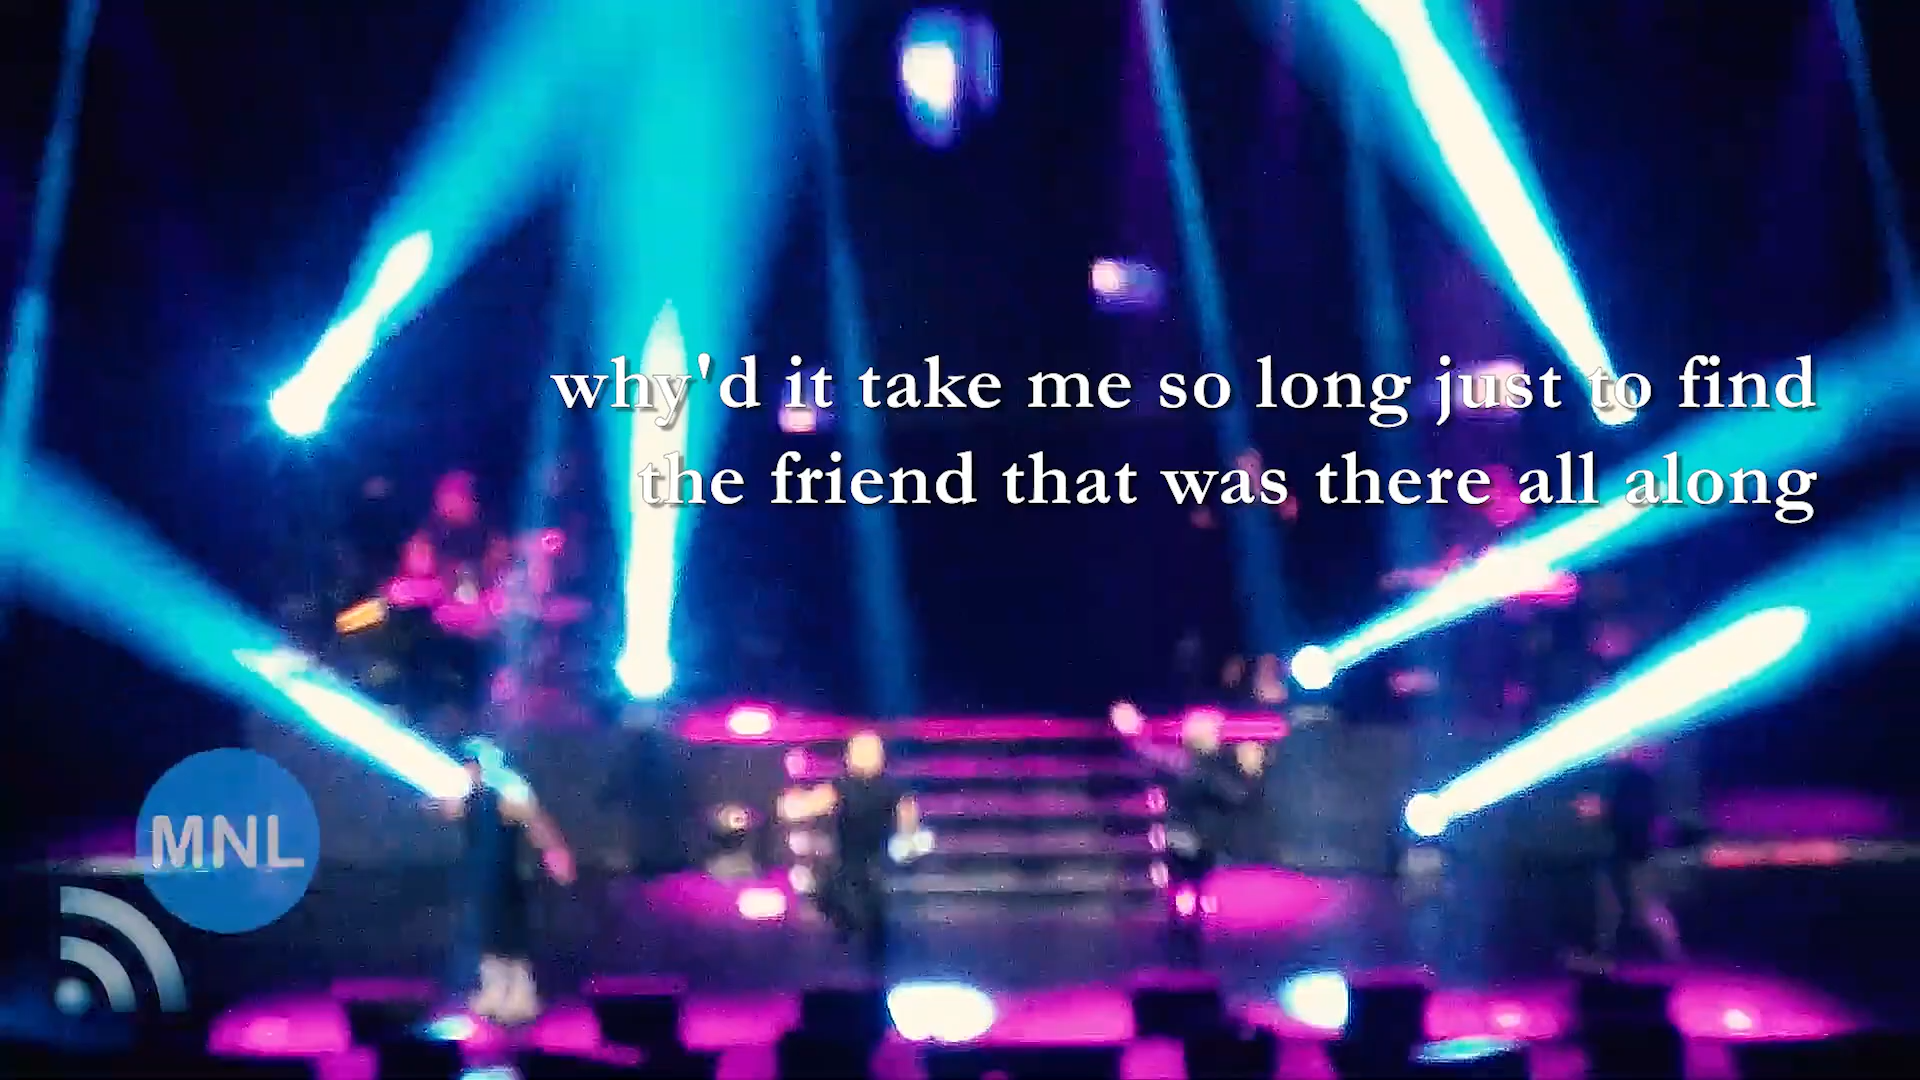 why'd it take me so long just to find
the friend that was there all along
MNL